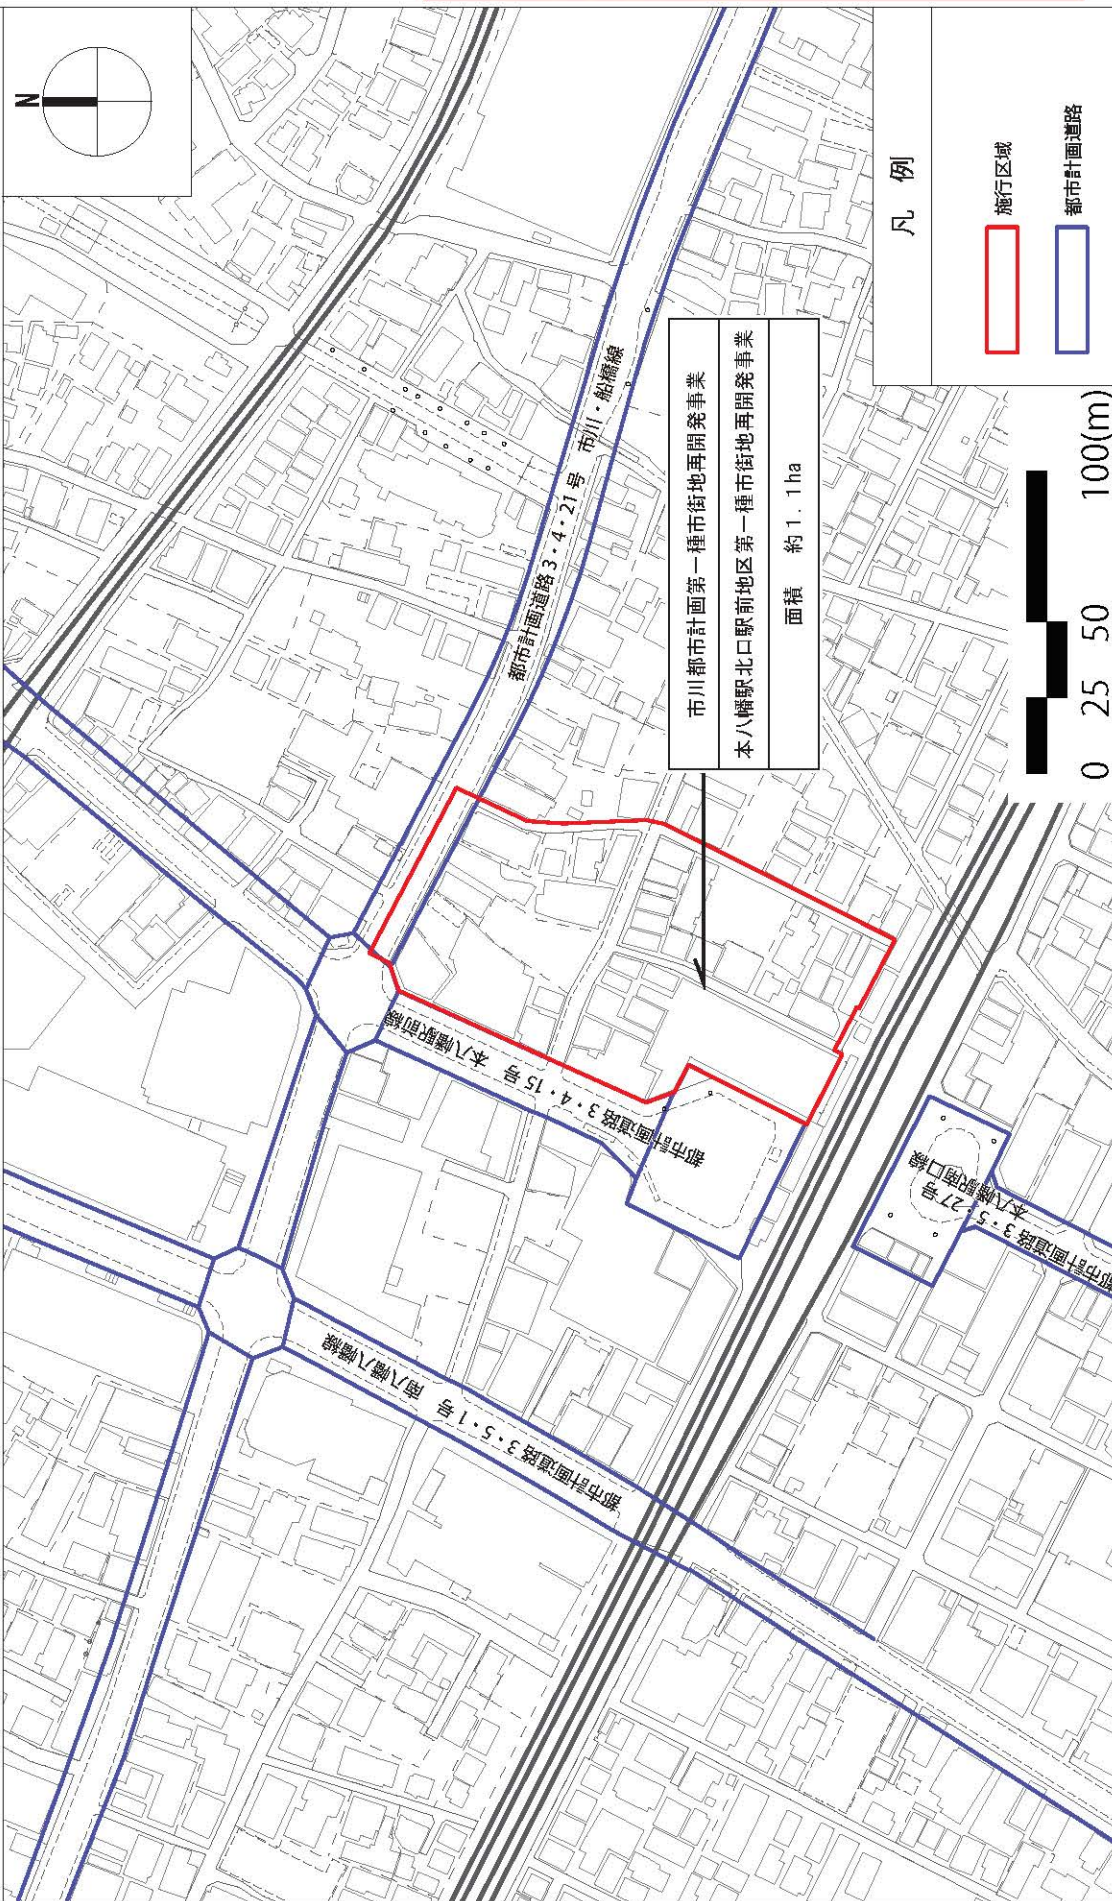 N
都市計画道路3・4・21号 市川・船橋線
都市計画道路3・4・15号 本八幡駅前線
都市計画道路3・5・1号 南八幡八幡線
都市計画道路3・5・27号
本八幡駅南口線
市川都市計画第一種市街地再開発事業
本八幡駅北口駅前地区第一種市街地再開発事業
面積 約1.1ha
凡 例
施行区域
都市計画道路
0 25 50 100(m)